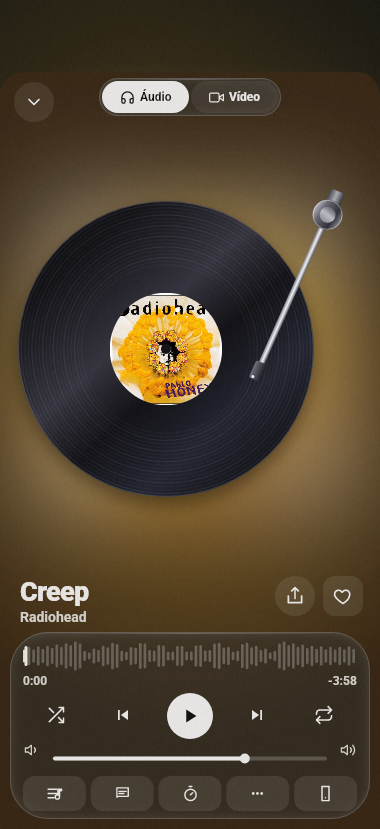 Áudio Vídeo
Radiohead
PABLO
HONEY
Creep
Radiohead
0:00 -3:58